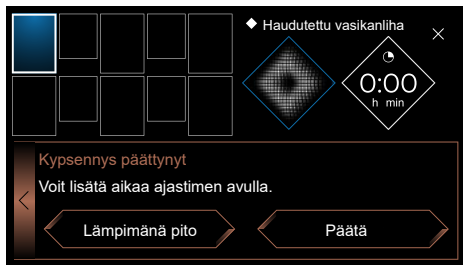 Haudutettu vasikanliha
0:00
h min
Kypsennys päättynyt
Voit lisätä aikaa ajastimen avulla.
Lämpimänä pito
Päätä